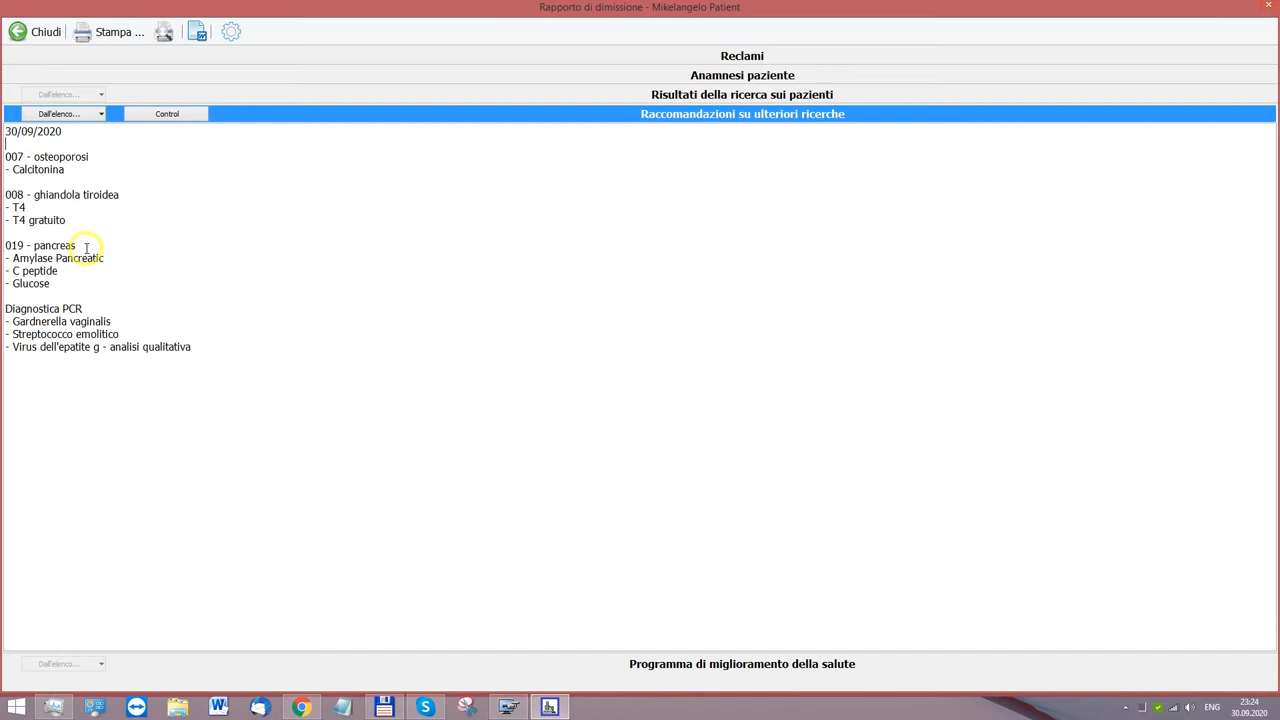 Rapporto di dimissione - Mikelangelo Patient
Chiudi
Stampa ...
Reclami
Anamnesi paziente
Dall'elenco...
Risultati della ricerca sui pazienti
Dall'elenco...
Control
Raccomandazioni su ulteriori ricerche
30/09/2020
007 - osteoporosi
- Calcitonina
008 - ghiandola tiroidea
- T4
- T4 gratuito
019 - pancreas
- Amylase Pancreatic
- C peptide
- Glucose
Diagnostica PCR
- Gardnerella vaginalis
- Streptococco emolitico
- Virus dell'epatite g - analisi qualitativa
Dall'elenco...
Programma di miglioramento della salute
ENG
23:24
30.09.2020